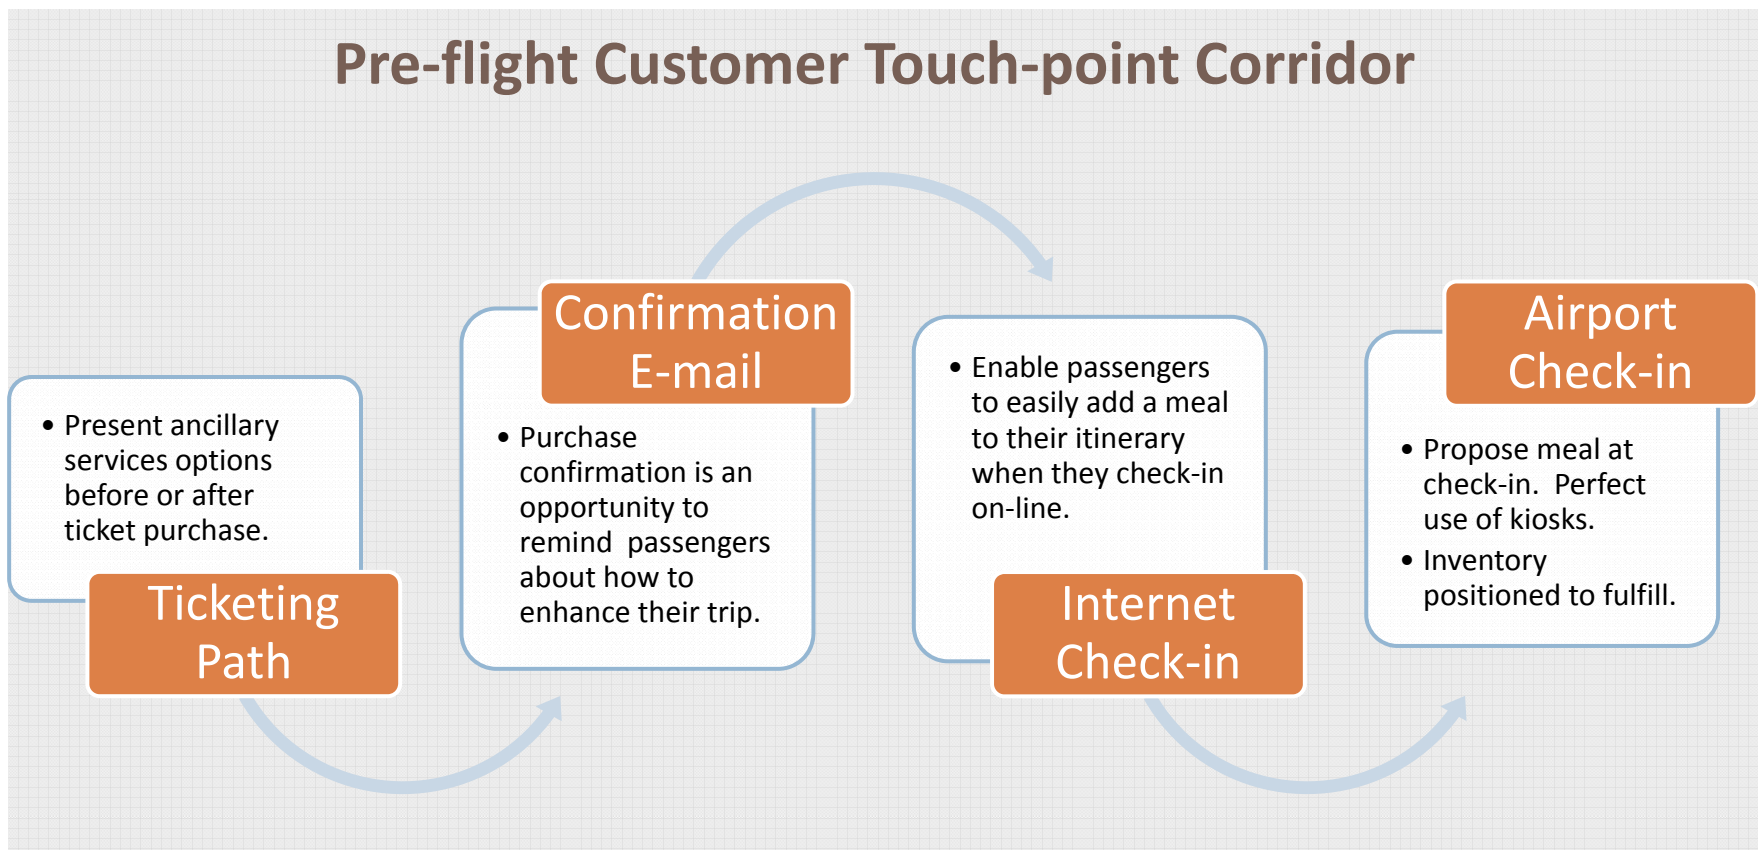 Pre-flight Customer Touch-point Corridor
• Present ancillary
services options
before or after
ticket purchase.
Ticketing
Path
Confirmation
E-mail
• Purchase
confirmation is an
opportunity to
remind  passengers
about how to
enhance their trip.
• Enable passengers
to easily add a meal
to their itinerary
when they check-in
on-line.
Internet
Check-in
Airport
Check-in
• Propose meal at
check-in.  Perfect
use of kiosks.
• Inventory
positioned to fulfill.